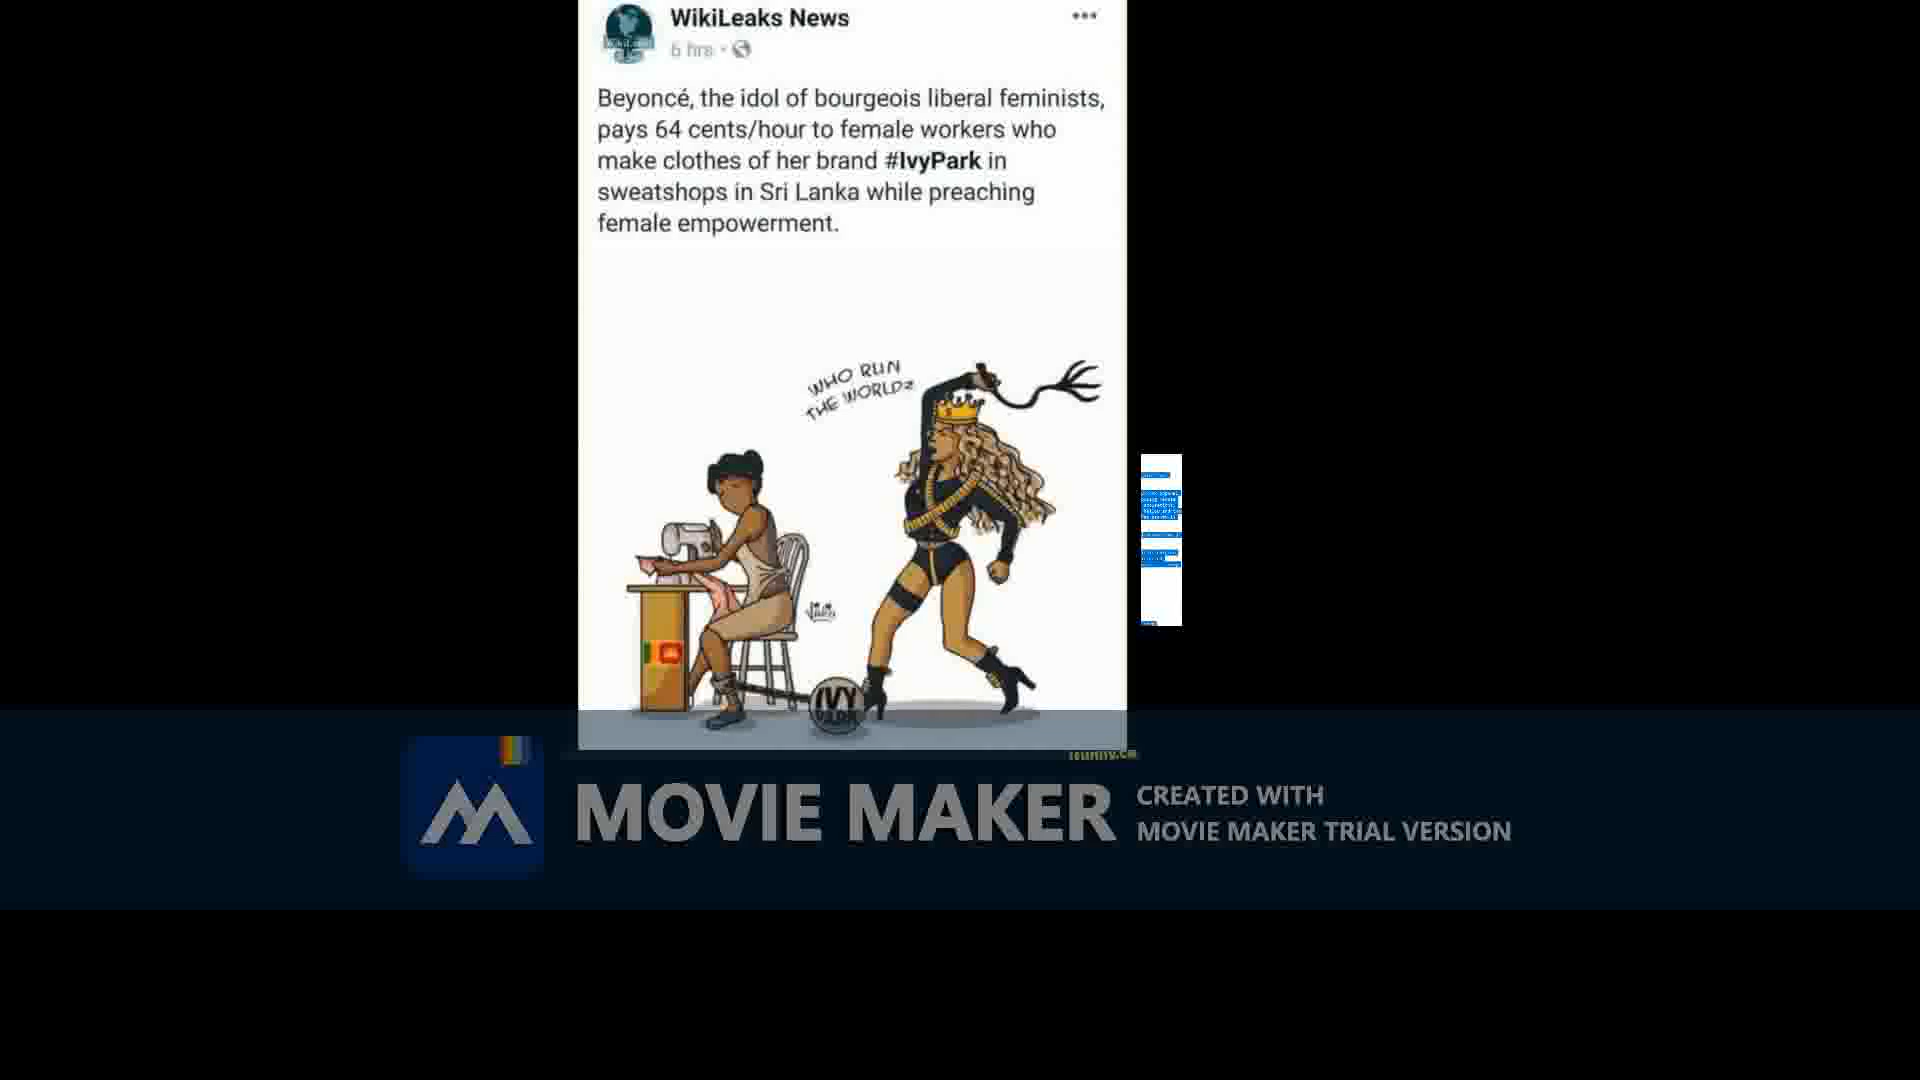 WikiLeaks News
6 hrs
Beyoncé, the idol of bourgeois liberal feminists,
pays 64 cents/hour to female workers who
make clothes of her brand #IvyPark in
sweatshops in Sri Lanka while preaching
female empowerment.
WHO RUN
THE WORLD?
IVY
PARK
MOVIE MAKER
CREATED WITH
MOVIE MAKER TRIAL VERSION